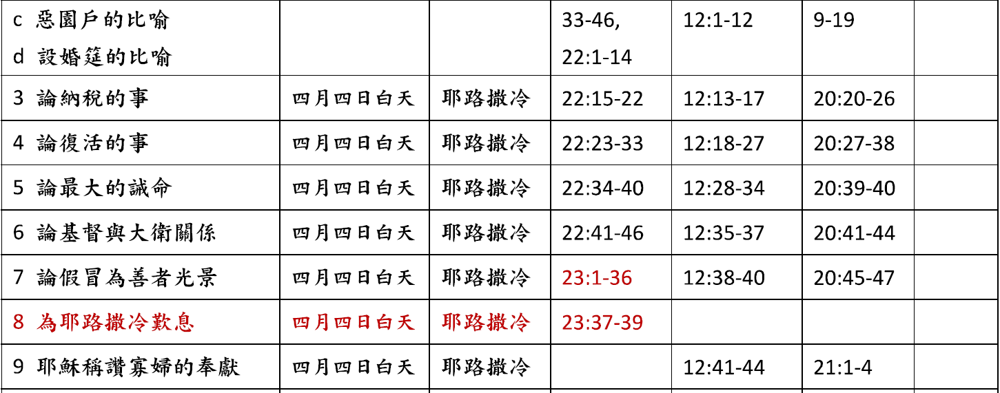 c 惡園戶的比喻 33-46, 12:1-12 9-19
d 設婚筵的比喻 22:1-14
3 論納稅的事 四月四日白天 耶路撒冷 22:15-22 12:13-17 20:20-26
4 論復活的事 四月四日白天 耶路撒冷 22:23-33 12:18-27 20:27-38
5 論最大的誡命 四月四日白天 耶路撒冷 22:34-40 12:28-34 20:39-40
6 論基督與大衛關係 四月四日白天 耶路撒冷 22:41-46 12:35-37 20:41-44
7 論假冒為善者光景 四月四日白天 耶路撒冷 23:1-36 12:38-40 20:45-47
8 為耶路撒冷歎息 四月四日白天 耶路撒冷 23:37-39
9 耶穌稱讚寡婦的奉獻 四月四日白天 耶路撒冷 12:41-44 21:1-4